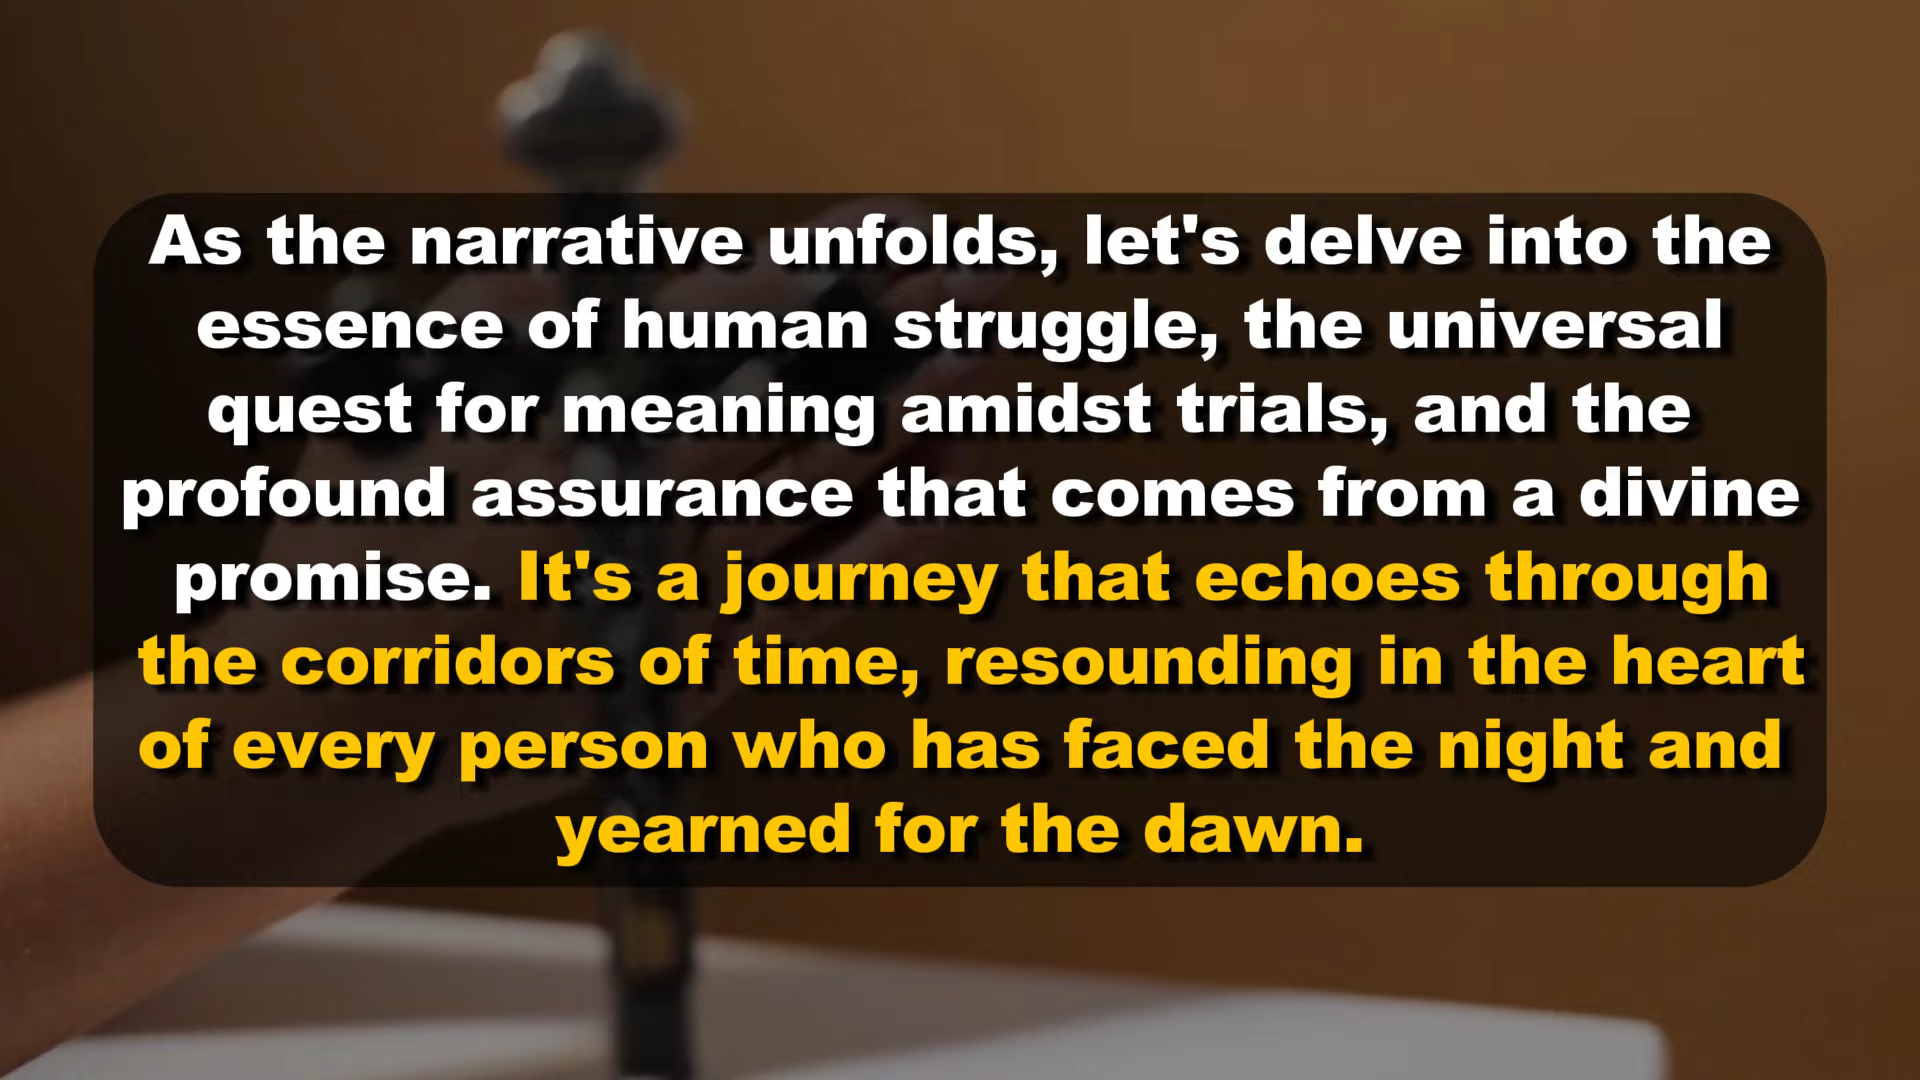 As the narrative unfolds, let's delve into the
essence of human struggle, the universal
quest for meaning amidst trials, and the
profound assurance that comes from a divine
promise. It's a journey that echoes through
the corridors of time, resounding in the heart
of every person who has faced the night and
yearned for the dawn.